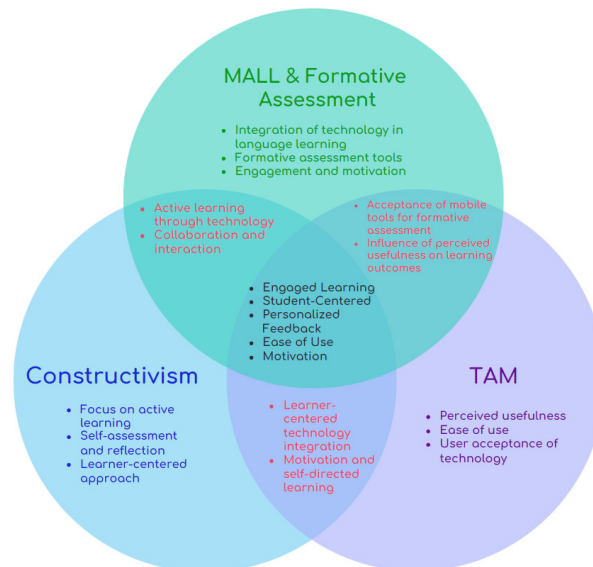 MALL & Formative
Assessment
• Integration of technology in
language learning
• Formative assessment tools
• Engagement and motivation
• Active learning
through technology
• Collaboration and
interaction
• Acceptance of mobile
tools for formative
assessment
• Influence of perceived
usefulness on learning
outcomes
• Engaged Learning
• Student-Centered
• Personalized
Feedback
• Ease of Use
• Motivation
Constructivism
• Focus on active
learning
• Self-assessment
and reflection
• Learner-centered
approach
• Learner-
centered
technology
integration
• Motivation and
self-directed
learning
TAM
• Perceived usefulness
• Ease of use
• User acceptance of
technology